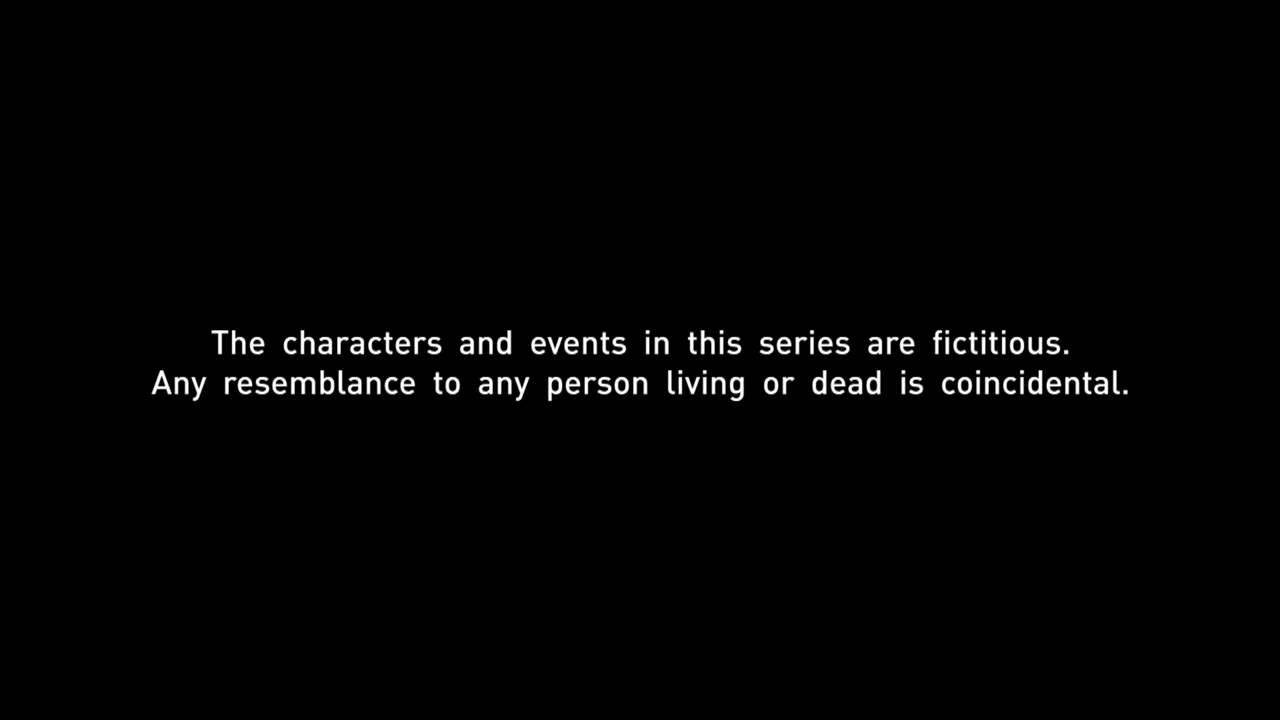 The characters and events in this series are fictitious.
Any resemblance to any person living or dead is coincidental.